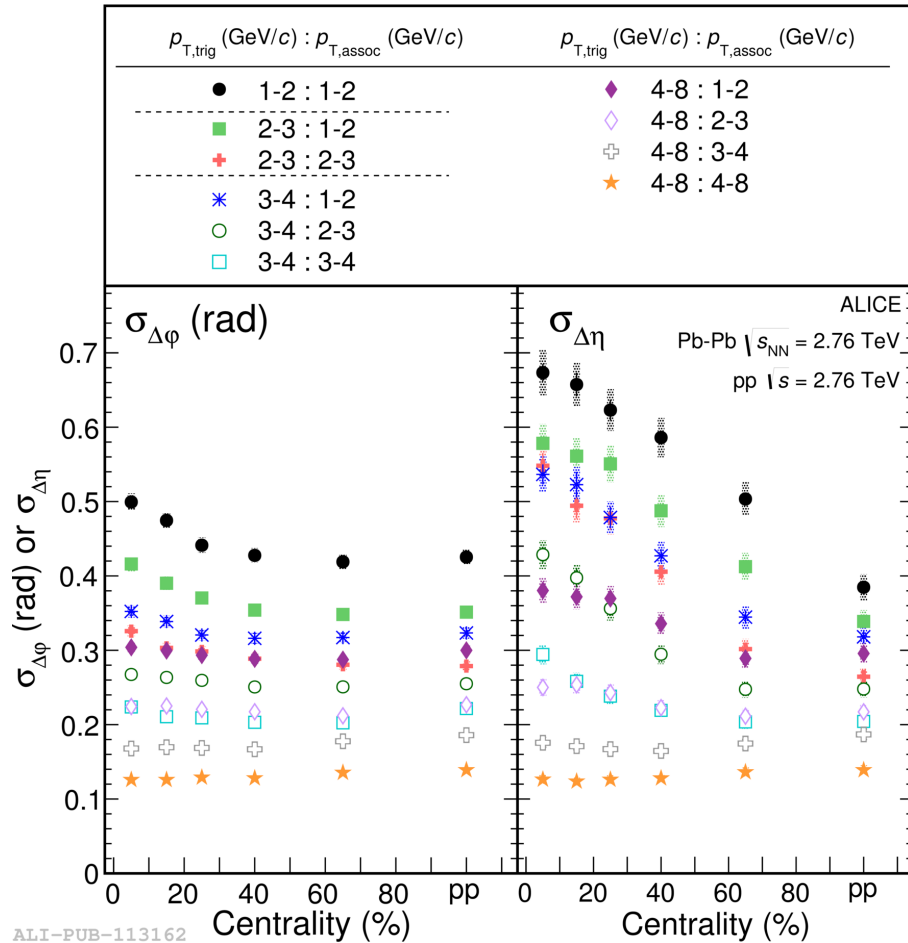 p_T,trig (GeV/c) : p_T,assoc (GeV/c)
1-2 : 1-2
2-3 : 1-2
2-3 : 2-3
3-4 : 1-2
3-4 : 2-3
3-4 : 3-4
p_T,trig (GeV/c) : p_T,assoc (GeV/c)
4-8 : 1-2
4-8 : 2-3
4-8 : 3-4
4-8 : 4-8
σ_Δφ (rad) or σ_Δη
σ_Δφ (rad)
0.7
0.6
0.5
0.4
0.3
0.2
0.1
0
0 20 40 60 80 pp
Centrality (%)
σ_Δη
ALICE
Pb-Pb √s_NN = 2.76 TeV
pp √s = 2.76 TeV
0 20 40 60 80 pp
Centrality (%)
ALI-PUB-113162